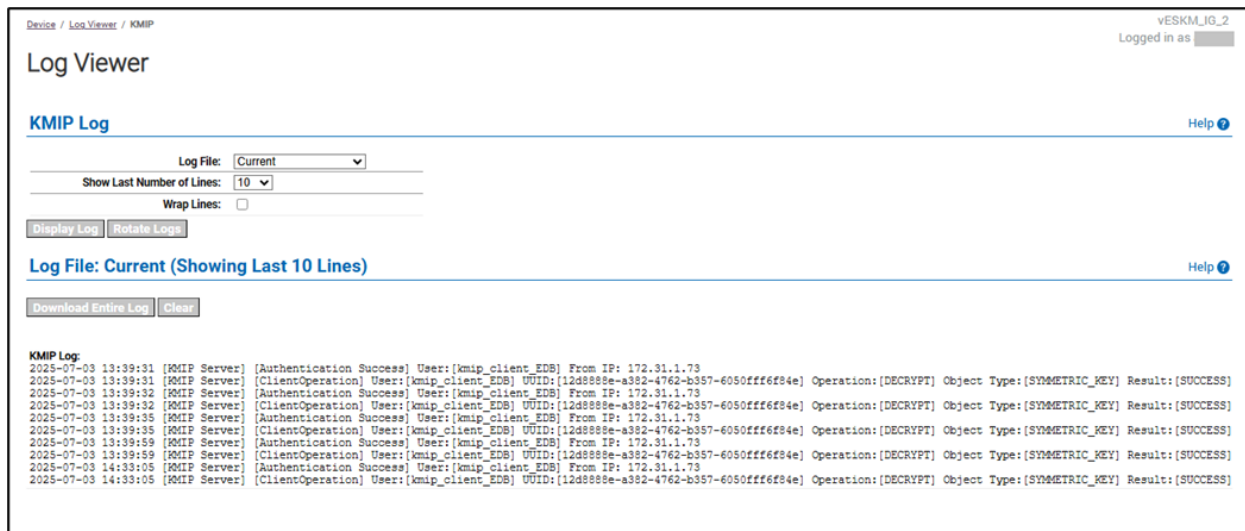 Device / Log Viewer / KMIP
vESKM_IG_2
Logged in as
Log Viewer
KMIP Log
Help ?
Log File: Current
Show Last Number of Lines: 10
Wrap Lines:
Display Log Rotate Logs
Log File: Current (Showing Last 10 Lines)
Help ?
Download Entire Log Clear
KMIP Log:
2025-07-03 13:39:31 [KMIP Server] [Authentication Success] User:[kmip_client_EDB] From IP: 172.31.1.73
2025-07-03 13:39:31 [KMIP Server] [ClientOperation] User:[kmip_client_EDB] UUID:[12d8888e-a382-4762-b357-6050fff6f84e] Operation:[DECRYPT] Object Type:[SYMMETRIC_KEY] Result:[SUCCESS]
2025-07-03 13:39:32 [KMIP Server] [Authentication Success] User:[kmip_client_EDB] From IP: 172.31.1.73
2025-07-03 13:39:32 [KMIP Server] [ClientOperation] User:[kmip_client_EDB] UUID:[12d8888e-a382-4762-b357-6050fff6f84e] Operation:[DECRYPT] Object Type:[SYMMETRIC_KEY] Result:[SUCCESS]
2025-07-03 13:39:35 [KMIP Server] [Authentication Success] User:[kmip_client_EDB] From IP: 172.31.1.73
2025-07-03 13:39:35 [KMIP Server] [ClientOperation] User:[kmip_client_EDB] UUID:[12d8888e-a382-4762-b357-6050fff6f84e] Operation:[DECRYPT] Object Type:[SYMMETRIC_KEY] Result:[SUCCESS]
2025-07-03 13:39:59 [KMIP Server] [Authentication Success] User:[kmip_client_EDB] From IP: 172.31.1.73
2025-07-03 13:39:59 [KMIP Server] [ClientOperation] User:[kmip_client_EDB] UUID:[12d8888e-a382-4762-b357-6050fff6f84e] Operation:[DECRYPT] Object Type:[SYMMETRIC_KEY] Result:[SUCCESS]
2025-07-03 14:33:05 [KMIP Server] [Authentication Success] User:[kmip_client_EDB] From IP: 172.31.1.73
2025-07-03 14:33:05 [KMIP Server] [ClientOperation] User:[kmip_client_EDB] UUID:[12d8888e-a382-4762-b357-6050fff6f84e] Operation:[DECRYPT] Object Type:[SYMMETRIC_KEY] Result:[SUCCESS]